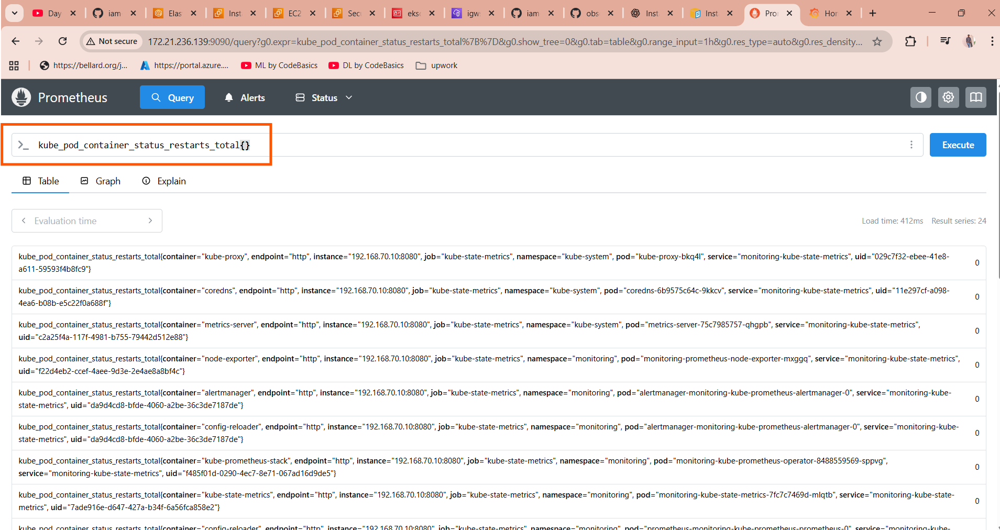 Day
iam-
Elas
Inst
EC2
Secu
eksc
igw-
iam
obs
Inst
Inst
Pro
Hor
Not secure
172.21.236.139:9090/query?g0.expr=kube_pod_container_status_restarts_total%7B%7D&g0.show_tree=0&g0.tab=table&g0.range_input=1h&g0.res_type=auto&g0.res_density...
https://bellard.org/j...
https://portal.azure....
ML by CodeBasics
DL by CodeBasics
upwork
Prometheus
Query
Alerts
Status
>_ kube_pod_container_status_restarts_total{}
Execute
Table
Graph
Explain
Evaluation time
Load time: 412ms Result series: 24
kube_pod_container_status_restarts_total{container="kube-proxy", endpoint="http", instance="192.168.70.10:8080", job="kube-state-metrics", namespace="kube-system", pod="kube-proxy-bkq4l", service="monitoring-kube-state-metrics", uid="029c7f32-ebee-41e8-
a611-59593f4b8fc9"}
0
kube_pod_container_status_restarts_total{container="coredns", endpoint="http", instance="192.168.70.10:8080", job="kube-state-metrics", namespace="kube-system", pod="coredns-6b9575c64c-9kkcv", service="monitoring-kube-state-metrics", uid="11e297cf-a098-
4ea6-b08b-e5c22f0a688f"}
0
kube_pod_container_status_restarts_total{container="metrics-server", endpoint="http", instance="192.168.70.10:8080", job="kube-state-metrics", namespace="kube-system", pod="metrics-server-75c7985757-qhgpb", service="monitoring-kube-state-metrics",
uid="c2a25f4a-117f-4981-b755-79442d512e88"}
0
kube_pod_container_status_restarts_total{container="node-exporter", endpoint="http", instance="192.168.70.10:8080", job="kube-state-metrics", namespace="monitoring", pod="monitoring-prometheus-node-exporter-mxggq", service="monitoring-kube-state-metrics",
uid="f22d4eb2-ccef-4aee-9d3e-2e4ae8a8bf4c"}
0
kube_pod_container_status_restarts_total{container="alertmanager", endpoint="http", instance="192.168.70.10:8080", job="kube-state-metrics", namespace="monitoring", pod="alertmanager-monitoring-kube-prometheus-alertmanager-0", service="monitoring-kube-
state-metrics", uid="da9d4cd8-bfde-4060-a2be-36c3de7187de"}
0
kube_pod_container_status_restarts_total{container="config-reloader", endpoint="http", instance="192.168.70.10:8080", job="kube-state-metrics", namespace="monitoring", pod="alertmanager-monitoring-kube-prometheus-alertmanager-0", service="monitoring-kube-
state-metrics", uid="da9d4cd8-bfde-4060-a2be-36c3de7187de"}
0
kube_pod_container_status_restarts_total{container="kube-prometheus-stack", endpoint="http", instance="192.168.70.10:8080", job="kube-state-metrics", namespace="monitoring", pod="monitoring-kube-prometheus-operator-8488559569-sppvg",
service="monitoring-kube-state-metrics", uid="f485f01d-0290-4ec7-8e71-067ad16d9de5"}
0
kube_pod_container_status_restarts_total{container="kube-state-metrics", endpoint="http", instance="192.168.70.10:8080", job="kube-state-metrics", namespace="monitoring", pod="monitoring-kube-state-metrics-7fc7c7469d-mlqtb", service="monitoring-kube-state-
metrics", uid="7ade916e-d647-427a-b34f-6a56fca858e2"}
0
kube_pod_container_status_restarts_total{container="config-reloader", endpoint="http", instance="192.168.70.10:8080", job="kube-state-metrics", namespace="monitoring", pod="prometheus-monitoring-kube-prometheus-prometheus-0", service="monitoring-kube-